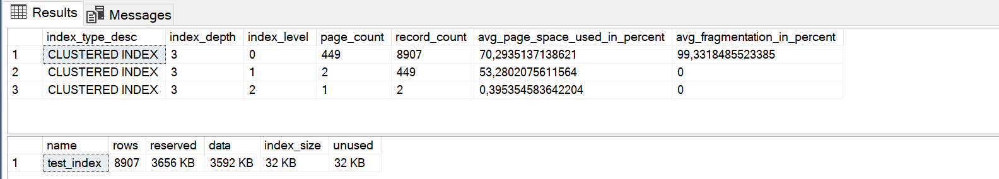 Results Messages
index_type_desc index_depth index_level page_count record_count avg_page_space_used_in_percent avg_fragmentation_in_percent
1 CLUSTERED INDEX 3 0 449 8907 70,2935137138621 99,3318485523385
2 CLUSTERED INDEX 3 1 2 449 53,2802075611564 0
3 CLUSTERED INDEX 3 2 1 2 0,395354583642204 0
name rows reserved data index_size unused
1 test_index 8907 3656 KB 3592 KB 32 KB 32 KB